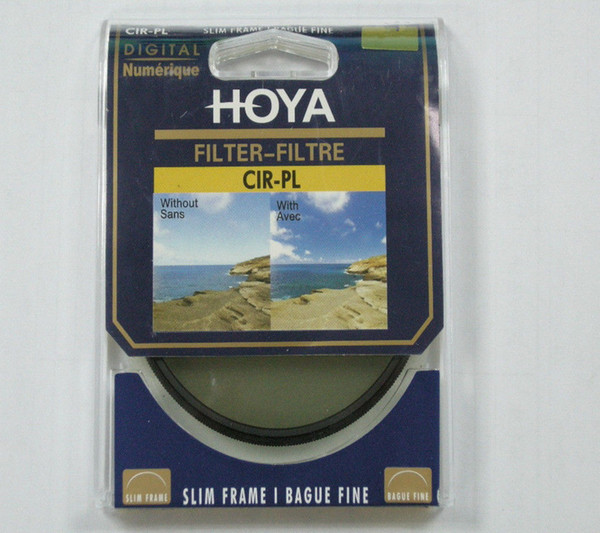 CIR-PL SLIM FRAME | BAGUE FINE
DIGITAL
Numérique
HOYA
FILTER-FILTRE
CIR-PL
Without
Sans
With
Avec
SLIM FRAME
SLIM FRAME | BAGUE FINE
BAGUE FINE